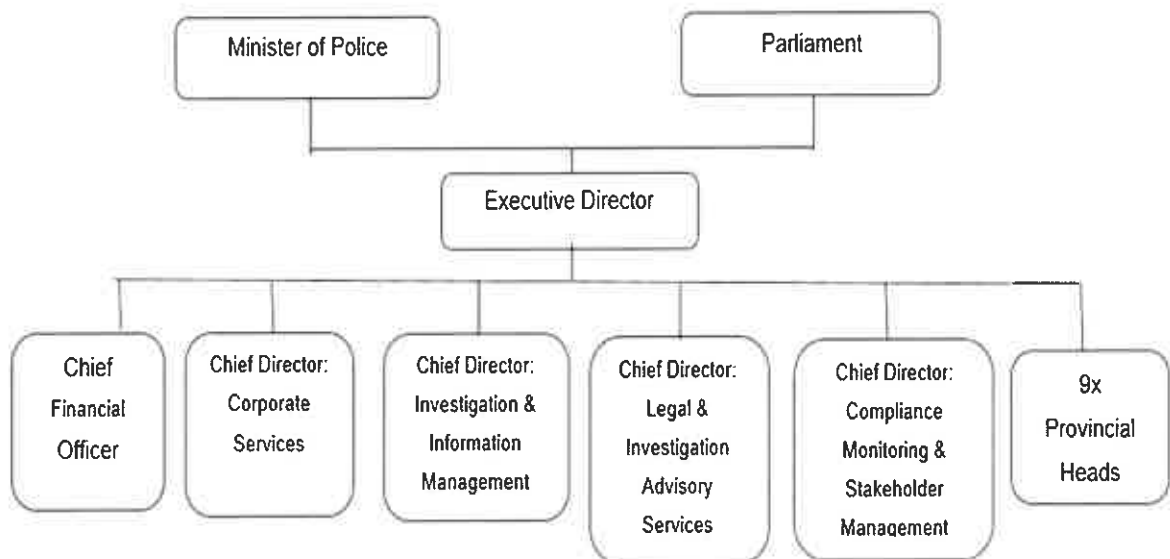 Minister of Police
Parliament
Executive Director
Chief
Financial
Officer
Chief Director:
Corporate
Services
Chief Director:
Investigation &
Information
Management
Chief Director:
Legal &
Investigation
Advisory
Services
Chief Director:
Compliance
Monitoring &
Stakeholder
Management
9x
Provincial
Heads